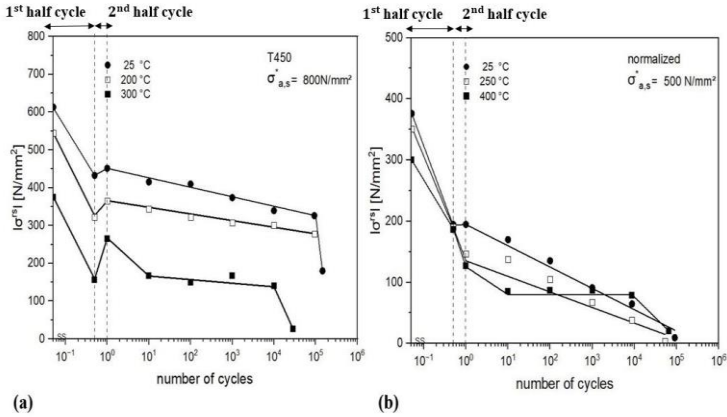 1st half cycle
2nd half cycle
1st half cycle
2nd half cycle
800
700
600
500
400
300
200
100
0
|σrs| [N/mm²]
25 °C
200 °C
300 °C
T450
σ*a,s = 800N/mm²
ss
10⁻¹
10⁰
10¹
10²
10³
10⁴
10⁵
10⁶
number of cycles
(a)
500
400
300
200
100
0
|σrs| [N/mm²]
25 °C
250 °C
400 °C
normalized
σ*a,s = 500 N/mm²
ss
10⁻¹
10⁰
10¹
10²
10³
10⁴
10⁵
10⁶
number of cycles
(b)